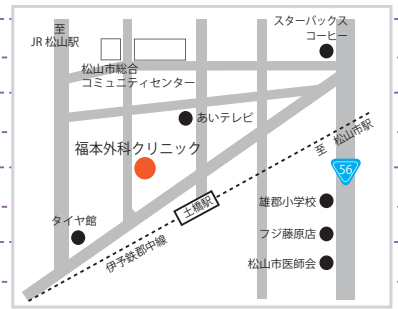 至
JR 松山駅
スターバックス
コーヒー
松山市総合
コミュニティセンター
あいテレビ
至 松山市駅
福本外科クリニック
56
土橋駅
雄郡小学校
タイヤ館
フジ藤原店
伊予鉄郡中線
松山市医師会